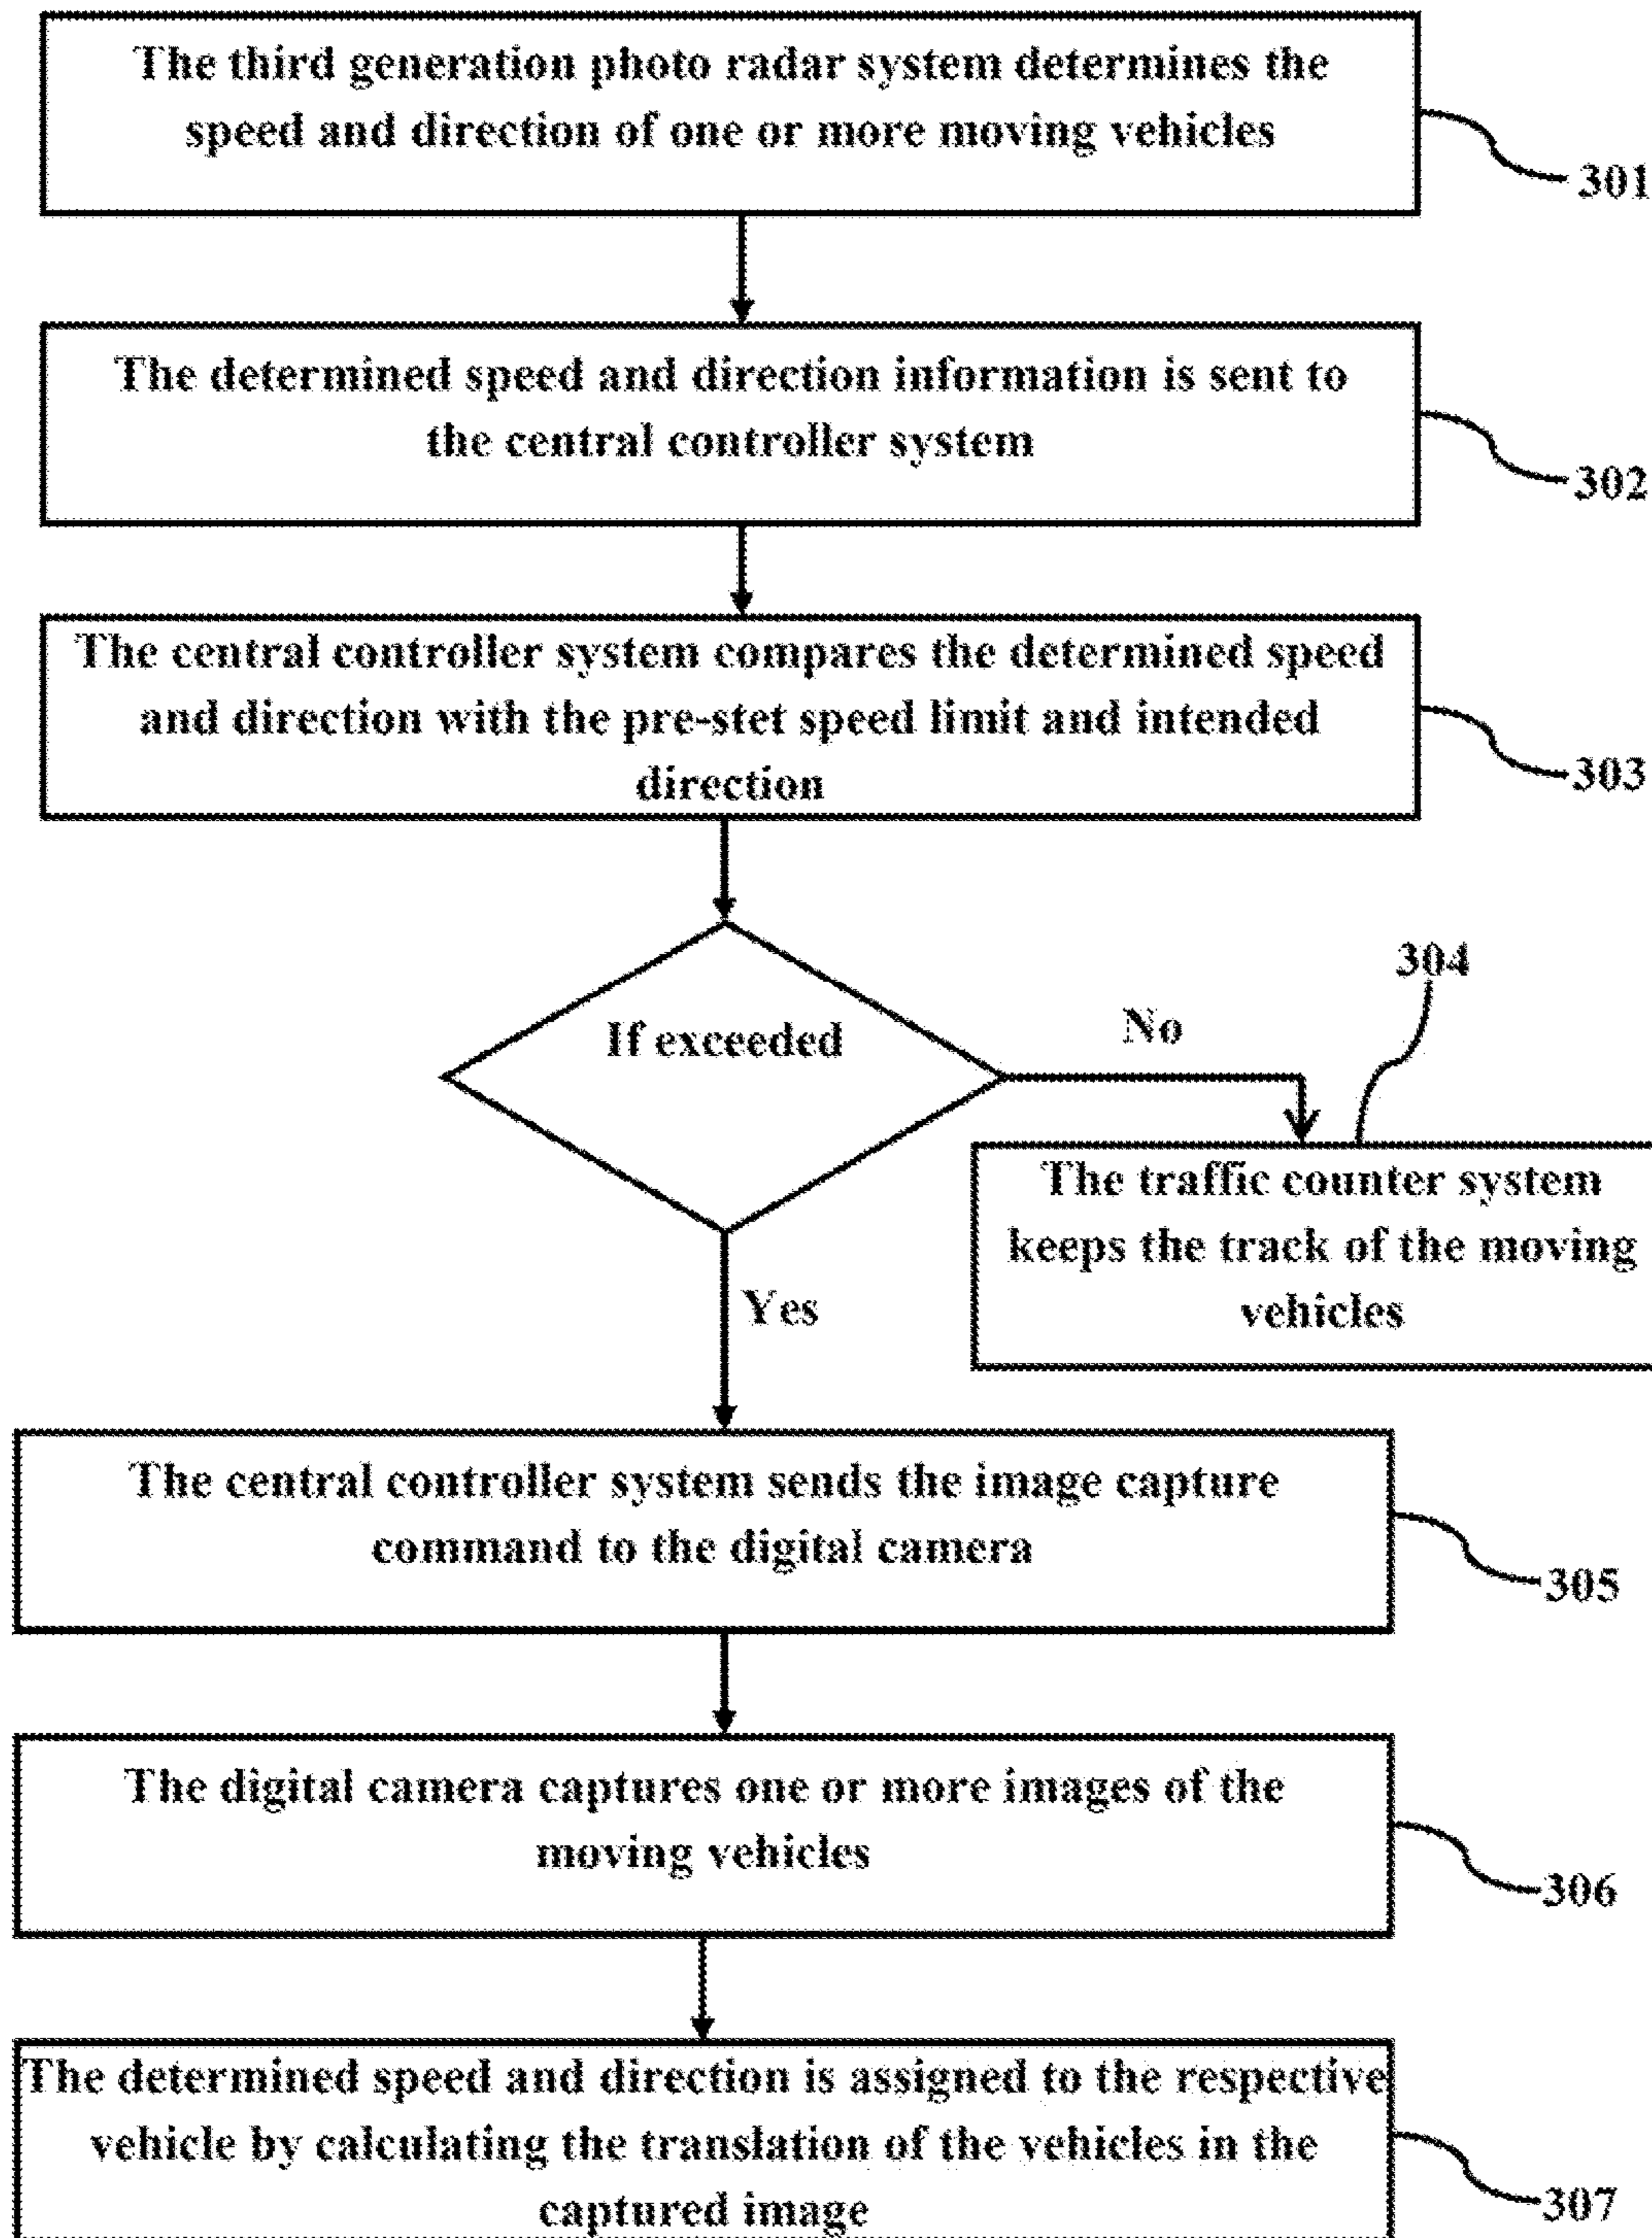 The third generation photo radar system determines the
speed and direction of one or more moving vehicles
301
The determined speed and direction information is sent to
the central controller system
302
The central controller system compares the determined speed
and direction with the pre-stet speed limit and intended
direction
303
If exceeded
No
304
The traffic counter system
keeps the track of the moving
vehicles
Yes
The central controller system sends the image capture
command to the digital camera
305
The digital camera captures one or more images of the
moving vehicles
306
The determined speed and direction is assigned to the respective
vehicle by calculating the translation of the vehicles in the
captured image
307